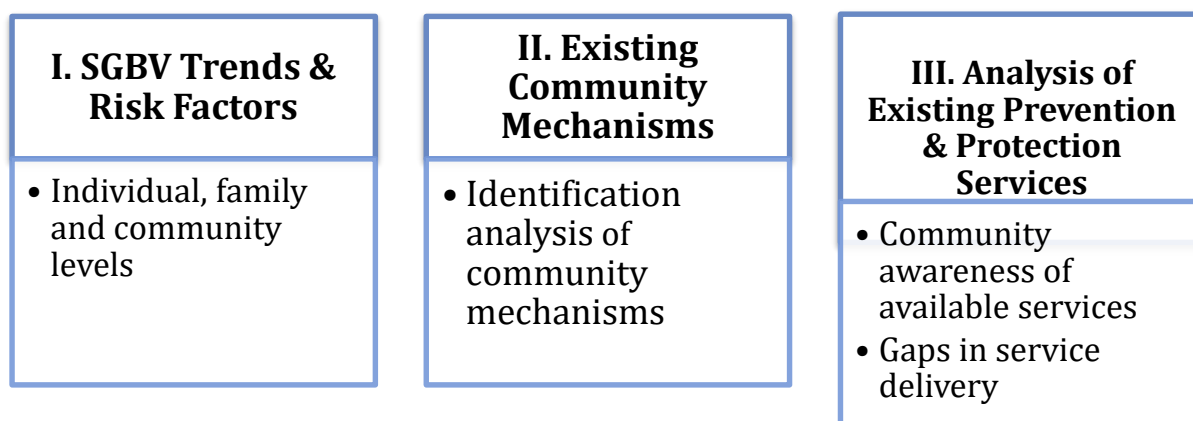 I. SGBV Trends &
Risk Factors
• Individual, family
and community
levels
II. Existing
Community
Mechanisms
• Identification
analysis of
community
mechanisms
III. Analysis of
Existing Prevention
& Protection
Services
• Community
awareness of
available services
• Gaps in service
delivery